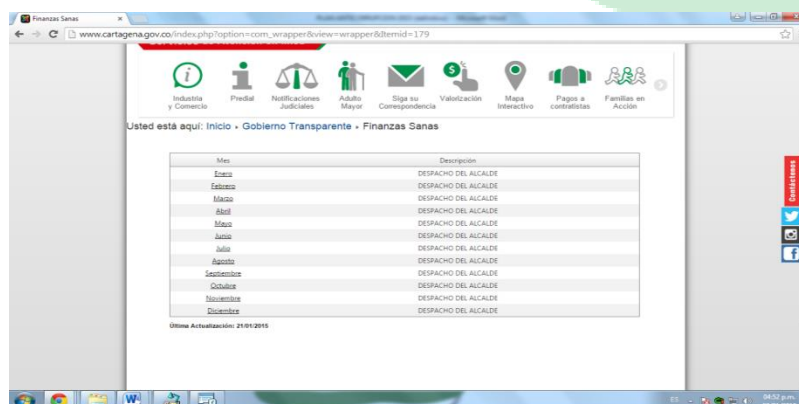 Finanzas Sanas
www.cartagena.gov.co/index.php?option=com_wrapper&view=wrapper&Itemid=179
Industria y Comercio
Predial
Notificaciones Judiciales
Adulto Mayor
Siga su Correspondencia
Valorización
Mapa Interactivo
Pagos a contratistas
Familias en Acción
Usted está aquí: Inicio › Gobierno Transparente › Finanzas Sanas
Contáctenos
Mes Descripción
Enero DESPACHO DEL ALCALDE
Febrero DESPACHO DEL ALCALDE
Marzo DESPACHO DEL ALCALDE
Abril DESPACHO DEL ALCALDE
Mayo DESPACHO DEL ALCALDE
Junio DESPACHO DEL ALCALDE
Julio DESPACHO DEL ALCALDE
Agosto DESPACHO DEL ALCALDE
Septiembre DESPACHO DEL ALCALDE
Octubre DESPACHO DEL ALCALDE
Noviembre DESPACHO DEL ALCALDE
Diciembre DESPACHO DEL ALCALDE
Última Actualización: 21/01/2015
ES
04:52 p.m.